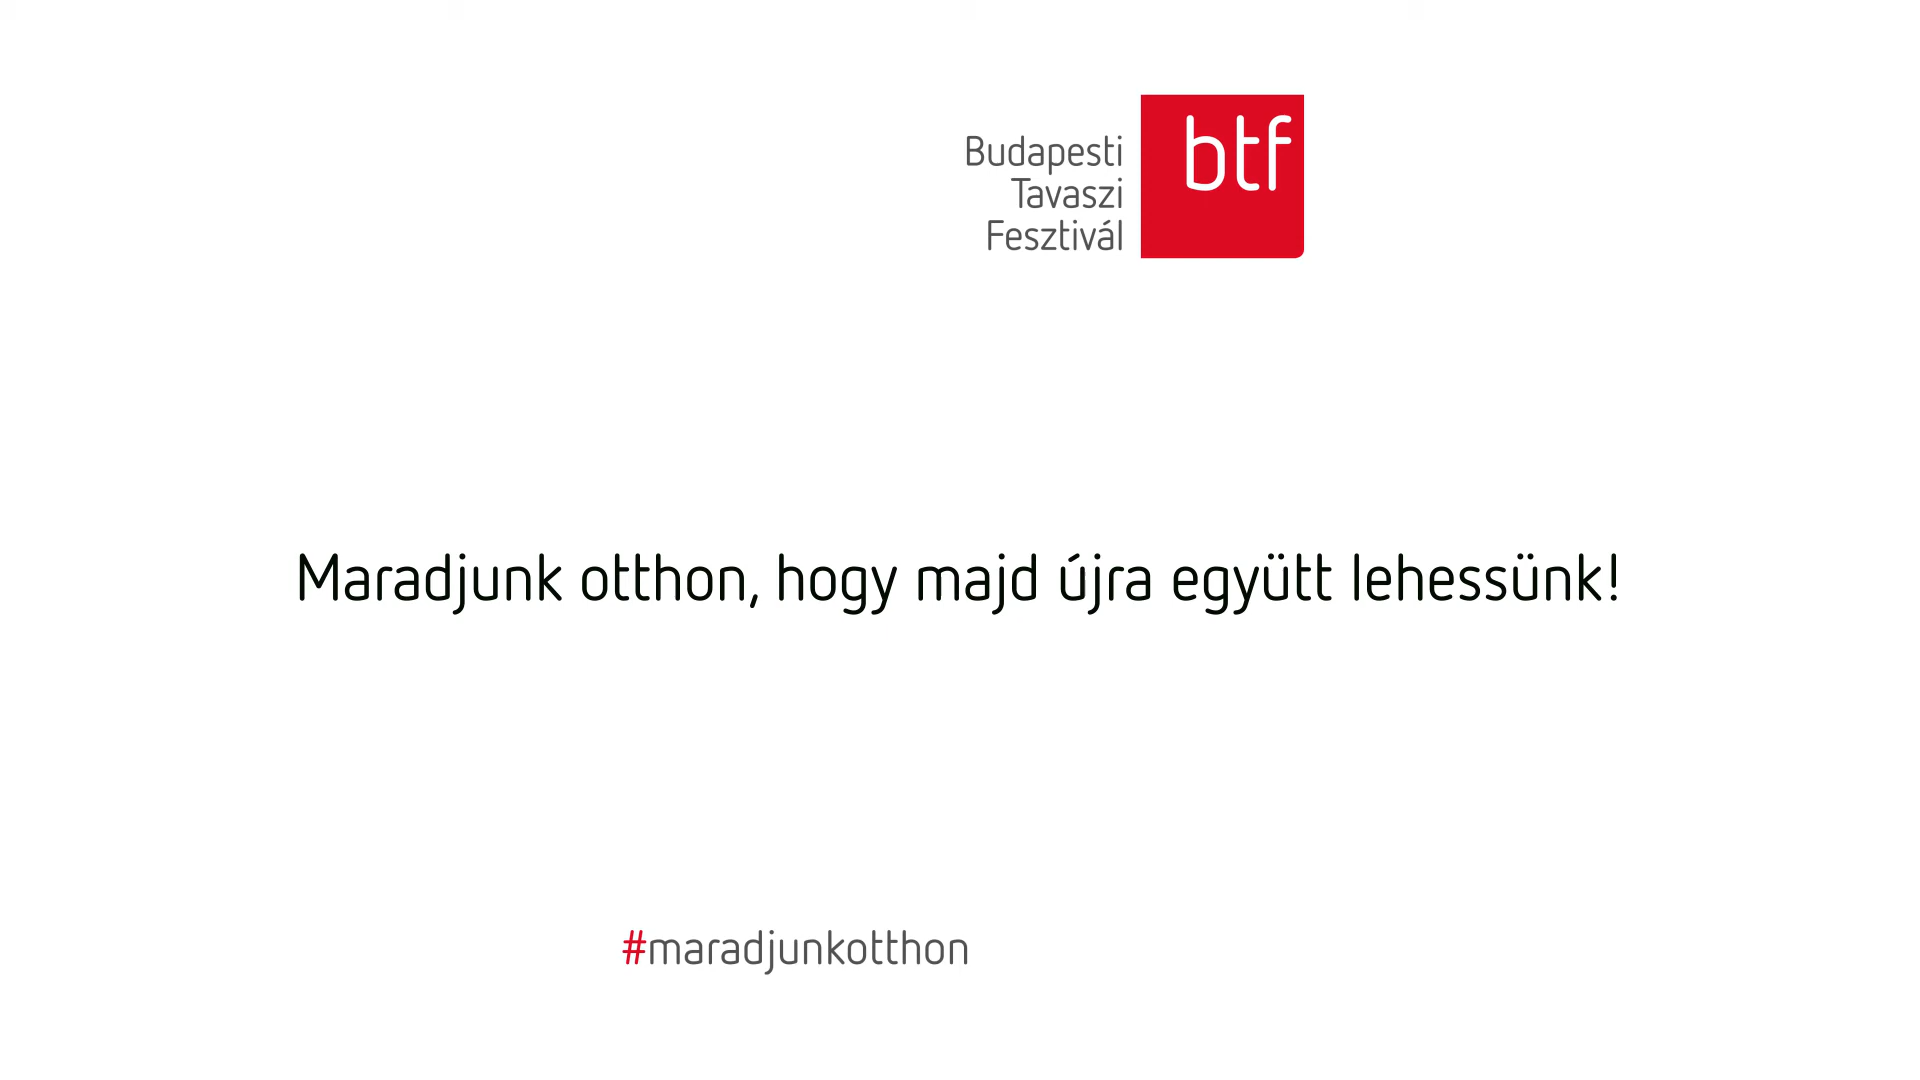 Budapesti
Tavaszi
Fesztivál
btf
Maradjunk otthon, hogy majd újra együtt lehessünk!
#maradjunkotthon